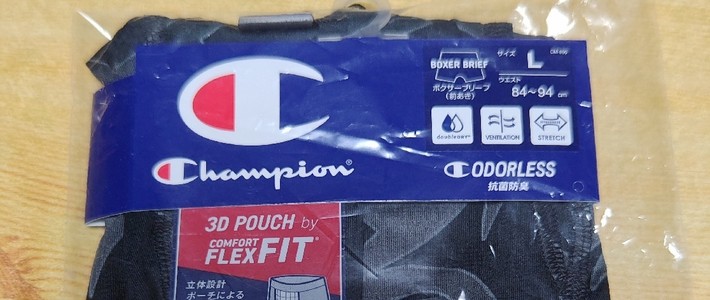 Champion
BOXER BRIEF
ボクサーブリーフ
(前あき)
サイズ
L
ウエスト
84~94 cm
doubledry
VENTILATION
STRETCH
ODORLESS
抗菌防臭
3D POUCH by
COMFORT
FLEXFIT
立体設計
ポーチによる